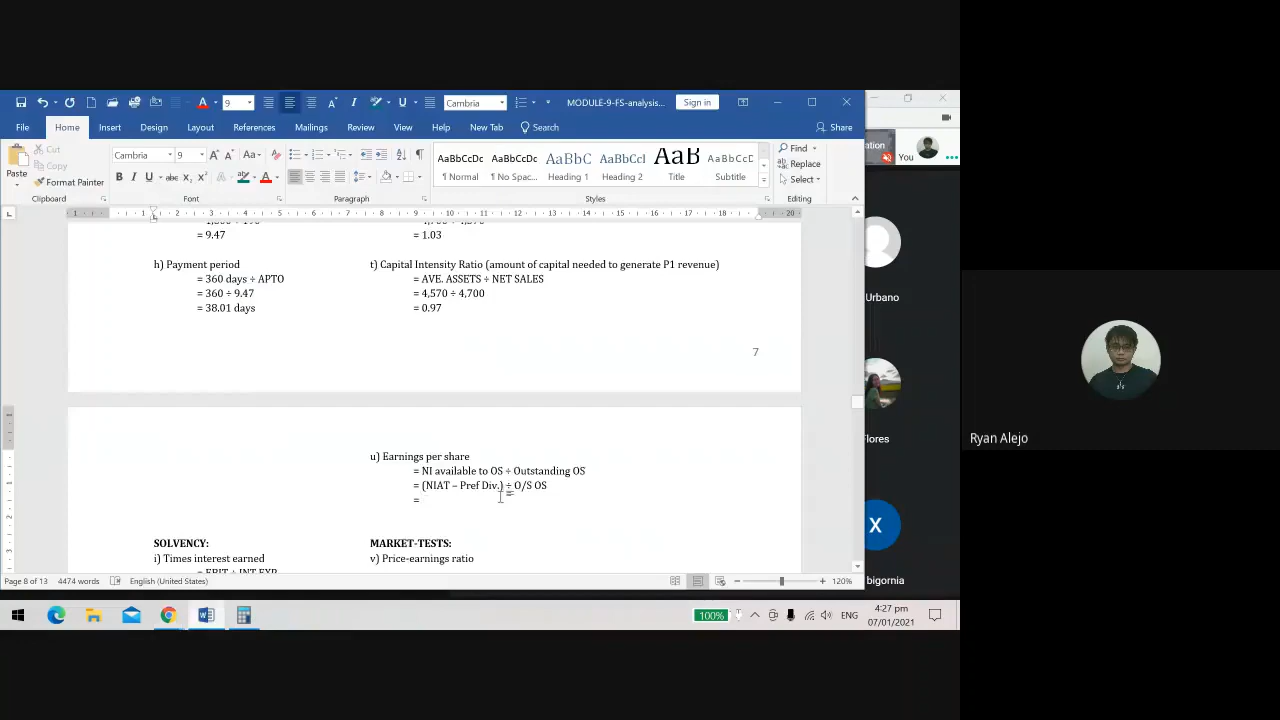 9
Cambria
MODULE-9-FS-analysis...
Sign in
File
Home
Insert
Design
Layout
References
Mailings
Review
View
Help
New Tab
Search
Share
Paste
Cut
Copy
Format Painter
Clipboard
Cambria
9
Font
Paragraph
AaBbCcDc
AaBbCcDc
AaBbC
AaBbCcI
AaB
AaBbCcD
¶ Normal
¶ No Spac...
Heading 1
Heading 2
Title
Subtitle
Styles
Find
Replace
Select
Editing
ation
You
= 9.47
= 1.03
h) Payment period
t) Capital Intensity Ratio (amount of capital needed to generate P1 revenue)
= 360 days ÷ APTO
= AVE. ASSETS ÷ NET SALES
= 360 ÷ 9.47
= 4,570 ÷ 4,700
= 38.01 days
= 0.97
7
u) Earnings per share
= NI available to OS ÷ Outstanding OS
= (NIAT – Pref Div.) ÷ O/S OS
=
SOLVENCY:
MARKET-TESTS:
i) Times interest earned
v) Price-earnings ratio
= EBIT ÷ INT EXP
Urbano
Flores
X
bigornia
Ryan Alejo
Page 8 of 13
4474 words
English (United States)
120%
100%
ENG
4:27 pm
07/01/2021